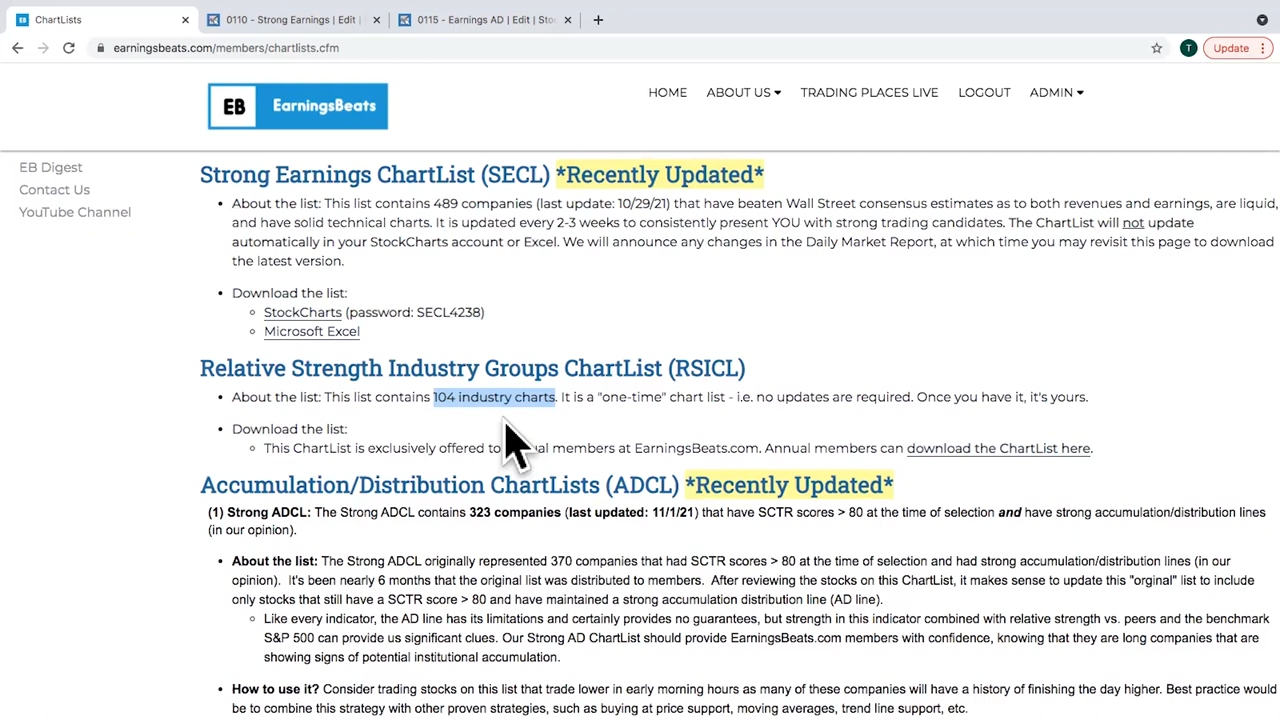 ChartLists
0110 - Strong Earnings | Edit |
0115 - Earnings AD | Edit | Sto
earningsbeats.com/members/chartlists.cfm
T
Update
EB EarningsBeats
HOME ABOUT US TRADING PLACES LIVE LOGOUT ADMIN
EB Digest
Contact Us
YouTube Channel
Strong Earnings ChartList (SECL) *Recently Updated*
• About the list: This list contains 489 companies (last update: 10/29/21) that have beaten Wall Street consensus estimates as to both revenues and earnings, are liquid,
and have solid technical charts. It is updated every 2-3 weeks to consistently present YOU with strong trading candidates. The ChartList will not update
automatically in your StockCharts account or Excel. We will announce any changes in the Daily Market Report, at which time you may revisit this page to download
the latest version.
• Download the list:
StockCharts (password: SECL4238)
Microsoft Excel
Relative Strength Industry Groups ChartList (RSICL)
• About the list: This list contains 104 industry charts. It is a "one-time" chart list - i.e. no updates are required. Once you have it, it's yours.
• Download the list:
This ChartList is exclusively offered to al members at EarningsBeats.com. Annual members can download the ChartList here.
Accumulation/Distribution ChartLists (ADCL) *Recently Updated*
(1) Strong ADCL: The Strong ADCL contains 323 companies (last updated: 11/1/21) that have SCTR scores > 80 at the time of selection and have strong accumulation/distribution lines
(in our opinion).
• About the list: The Strong ADCL originally represented 370 companies that had SCTR scores > 80 at the time of selection and had strong accumulation/distribution lines (in our
opinion). It's been nearly 6 months that the original list was distributed to members. After reviewing the stocks on this ChartList, it makes sense to update this "orginal" list to include
only stocks that still have a SCTR score > 80 and have maintained a strong accumulation distribution line (AD line).
Like every indicator, the AD line has its limitations and certainly provides no guarantees, but strength in this indicator combined with relative strength vs. peers and the benchmark
S&P 500 can provide us significant clues. Our Strong AD ChartList should provide EarningsBeats.com members with confidence, knowing that they are long companies that are
showing signs of potential institutional accumulation.
• How to use it? Consider trading stocks on this list that trade lower in early morning hours as many of these companies will have a history of finishing the day higher. Best practice would
be to combine this strategy with other proven strategies, such as buying at price support, moving averages, trend line support, etc.